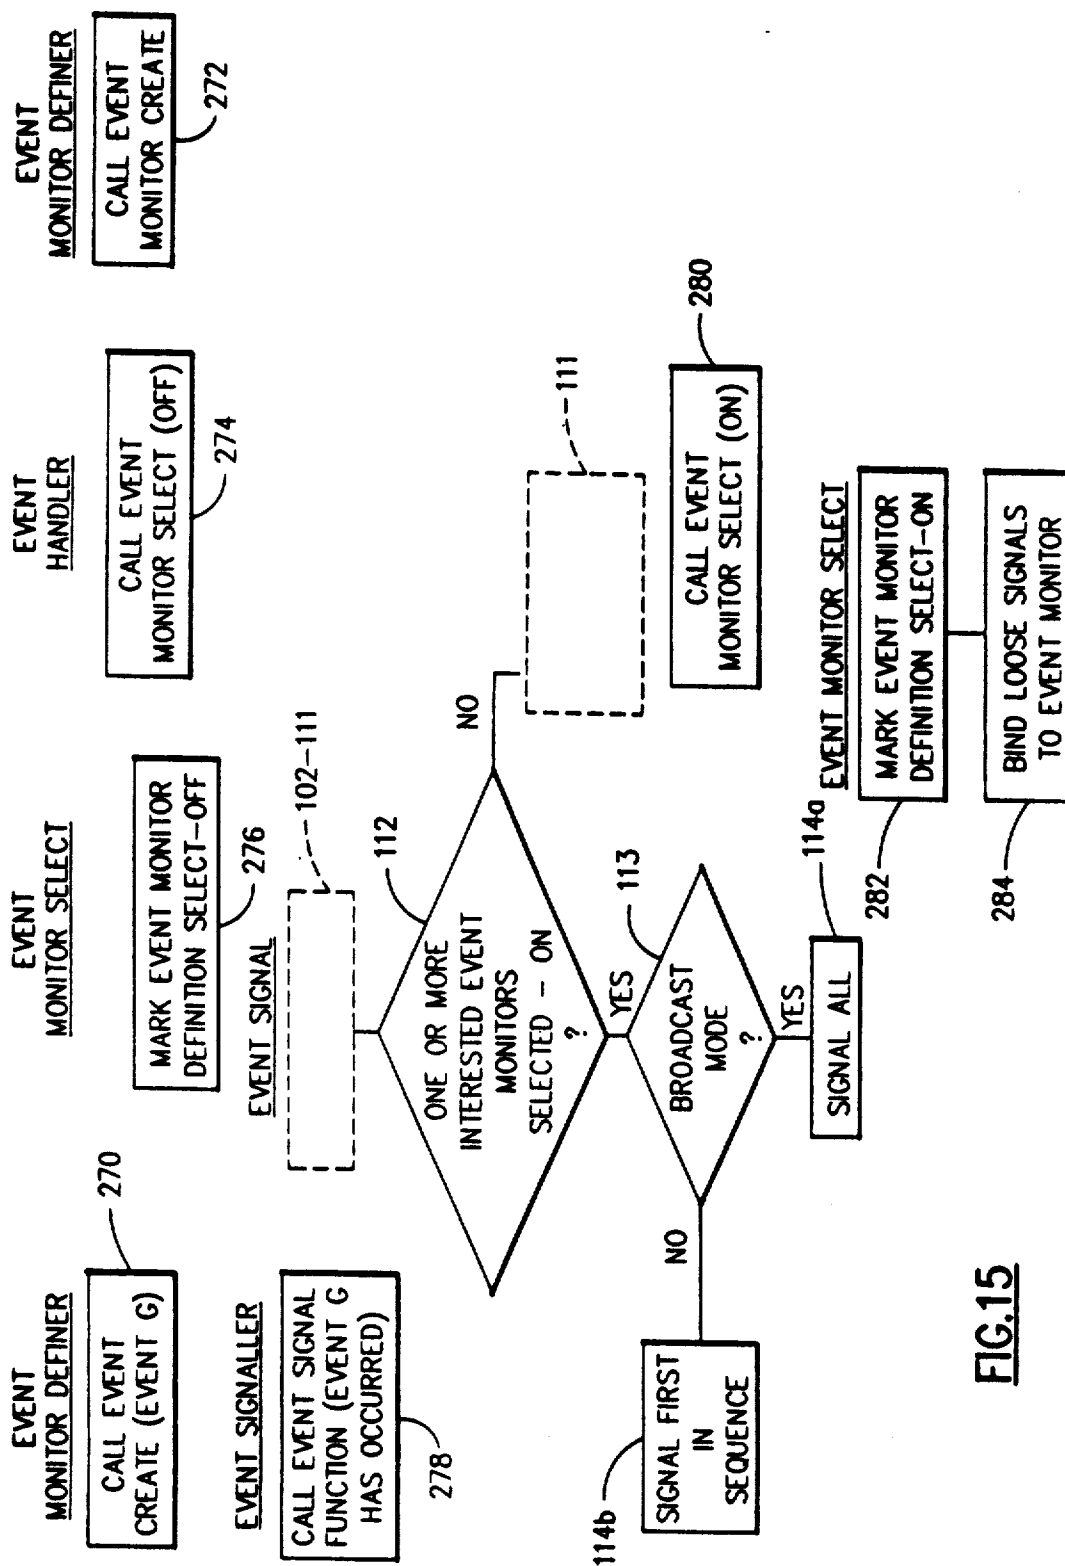 EVENT
MONITOR DEFINER
CALL EVENT
CREATE (EVENT G)
270
EVENT
MONITOR SELECT
MARK EVENT MONITOR
DEFINITION SELECT-OFF
276
EVENT
HANDLER
CALL EVENT
MONITOR SELECT (OFF)
274
EVENT
MONITOR DEFINER
CALL EVENT
MONITOR CREATE
272
EVENT SIGNALLER
CALL EVENT SIGNAL
FUNCTION (EVENT G
HAS OCCURRED)
278
EVENT SIGNAL
102-111
ONE OR MORE
INTERESTED EVENT
MONITORS
SELECTED - ON
?
112
NO
111
YES
BROADCAST
MODE
?
113
NO
SIGNAL FIRST
IN
SEQUENCE
114b
YES
SIGNAL ALL
114a
CALL EVENT
MONITOR SELECT (ON)
280
EVENT MONITOR SELECT
MARK EVENT MONITOR
DEFINITION SELECT-ON
282
BIND LOOSE SIGNALS
TO EVENT MONITOR
284
FIG.15